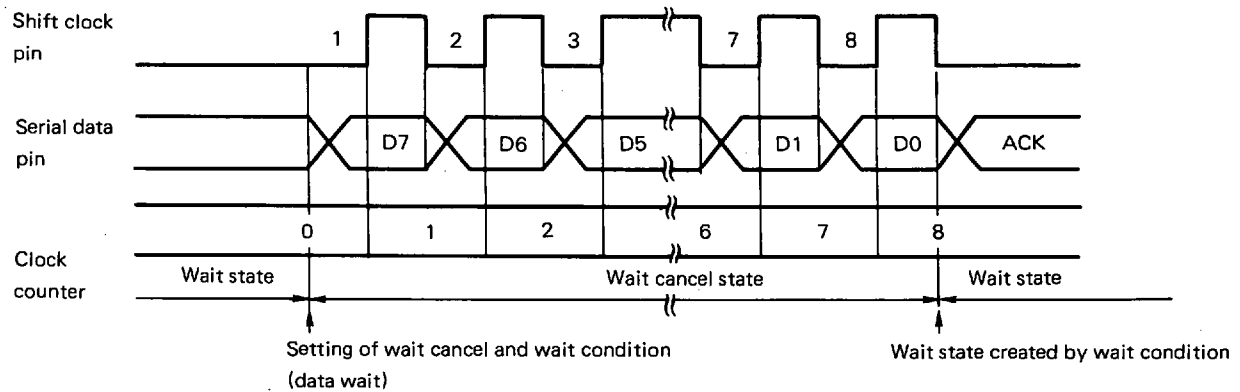 Shift clock
pin
1 2 3 7 8
Serial data
pin
D7 D6 D5 D1 D0 ACK
0 1 2 6 7 8
Clock
counter
Wait state Wait cancel state Wait state
Setting of wait cancel and wait condition
(data wait)
Wait state created by wait condition